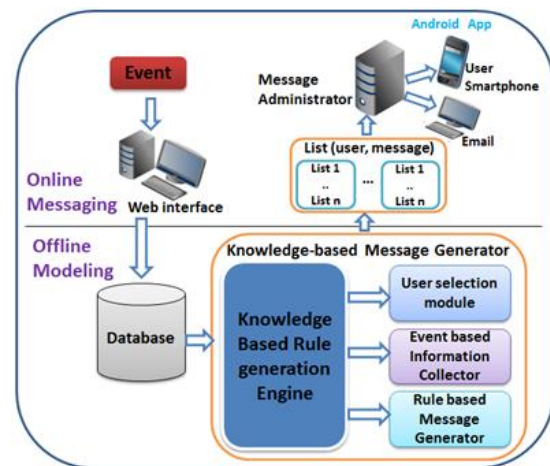 Android App
Event
Message
Administrator
User
Smartphone
Email
List (user, message)
List 1
..
List n
...
List 1
..
List n
Online
Messaging
Web interface
Offline
Modeling
Knowledge-based Message Generator
Database
Knowledge
Based Rule
generation
Engine
User selection
module
Event based
Information
Collector
Rule based
Message
Generator